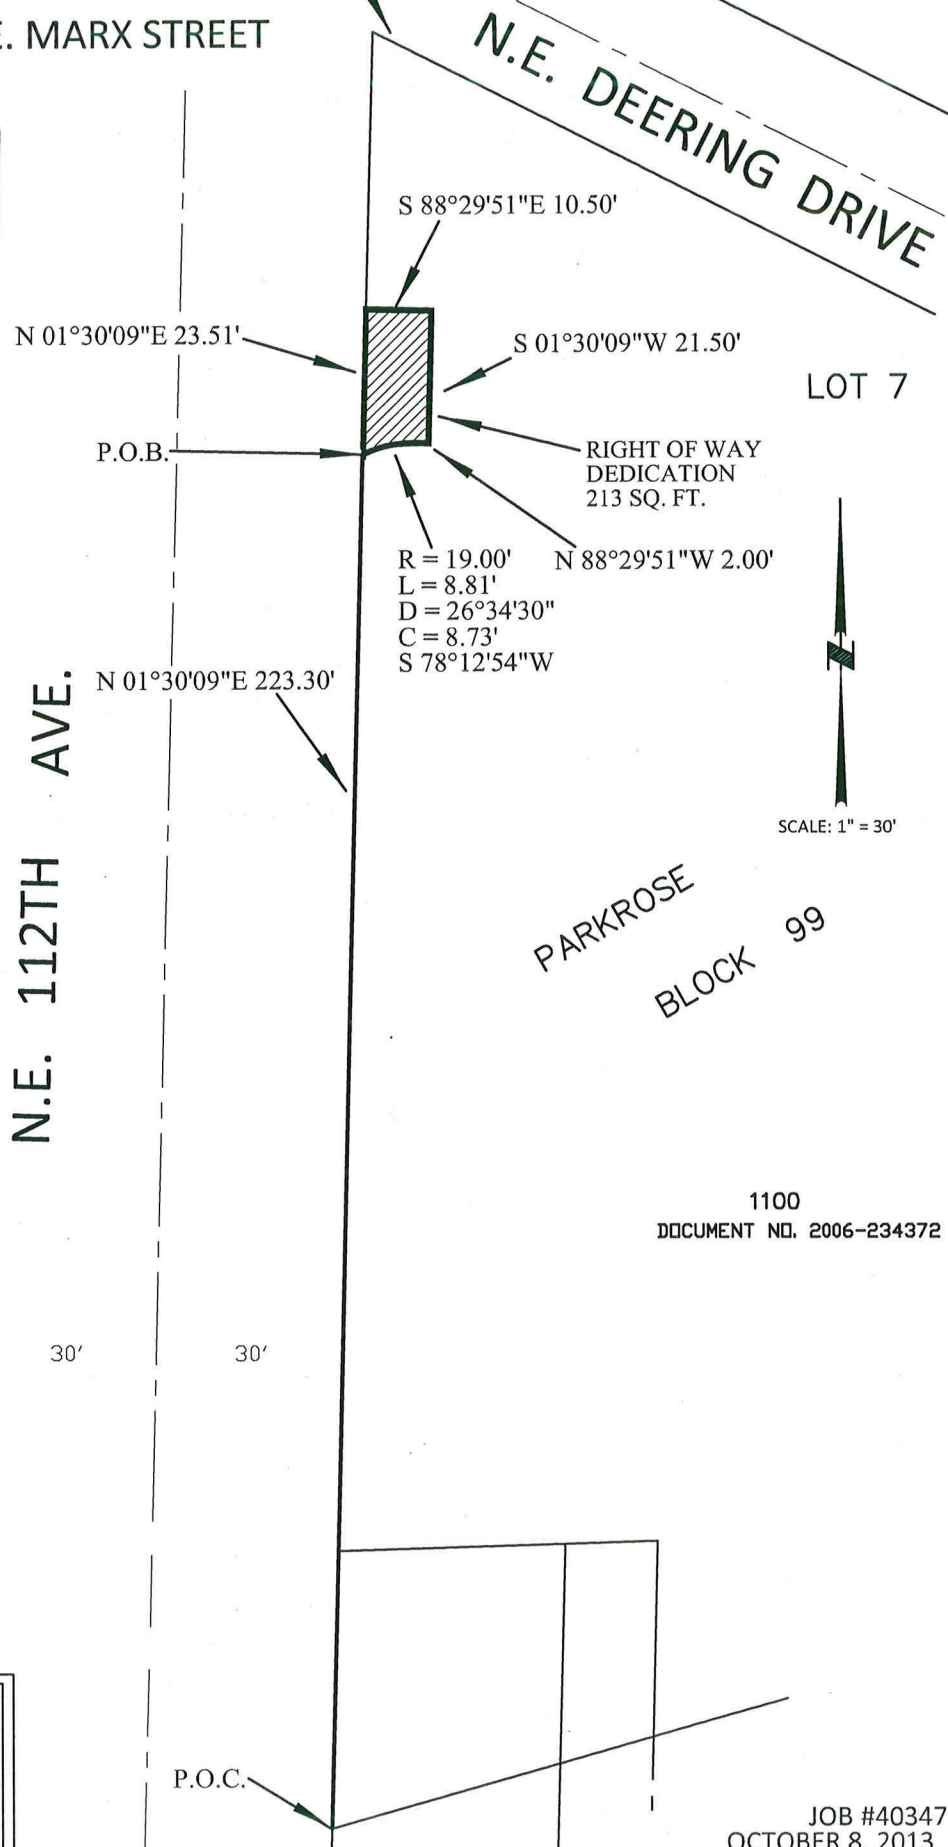 E. MARX STREET
N.E. DEERING DRIVE
S 88°29'51"E 10.50'
N 01°30'09"E 23.51'
S 01°30'09"W 21.50'
LOT 7
P.O.B.
RIGHT OF WAY
DEDICATION
213 SQ. FT.
R = 19.00'
L = 8.81'
D = 26°34'30"
C = 8.73'
S 78°12'54"W
N 88°29'51"W 2.00'
N 01°30'09"E 223.30'
N
SCALE: 1" = 30'
N.E. 112TH AVE.
PARKROSE
BLOCK 99
1100
DOCUMENT NO. 2006-234372
30'
30'
P.O.C.
JOB #40347
OCTOBER 8, 2013